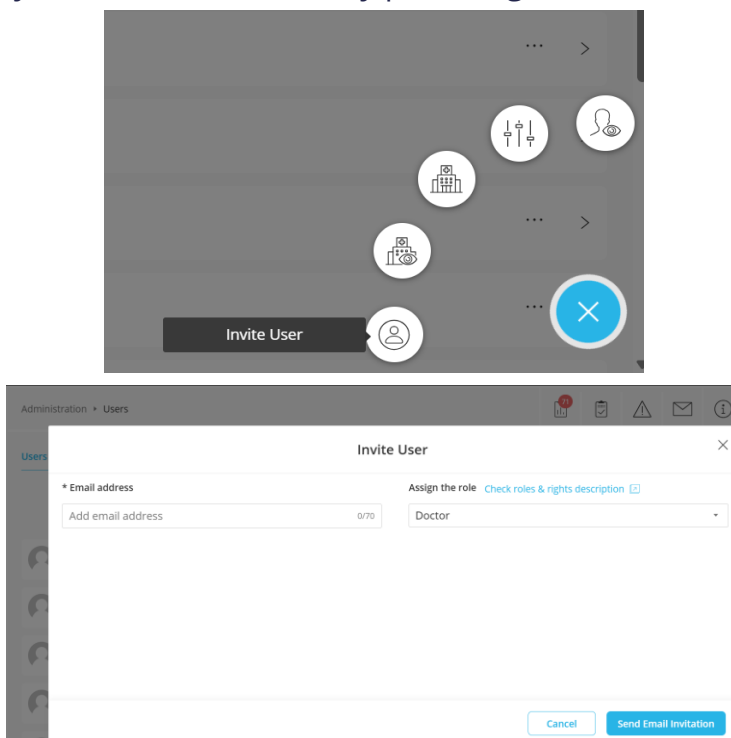 Invite User
Administration ▸ Users
71
Users
Invite User
* Email address
Assign the role Check roles & rights description
Add email address
0/70
Doctor
Cancel
Send Email Invitation